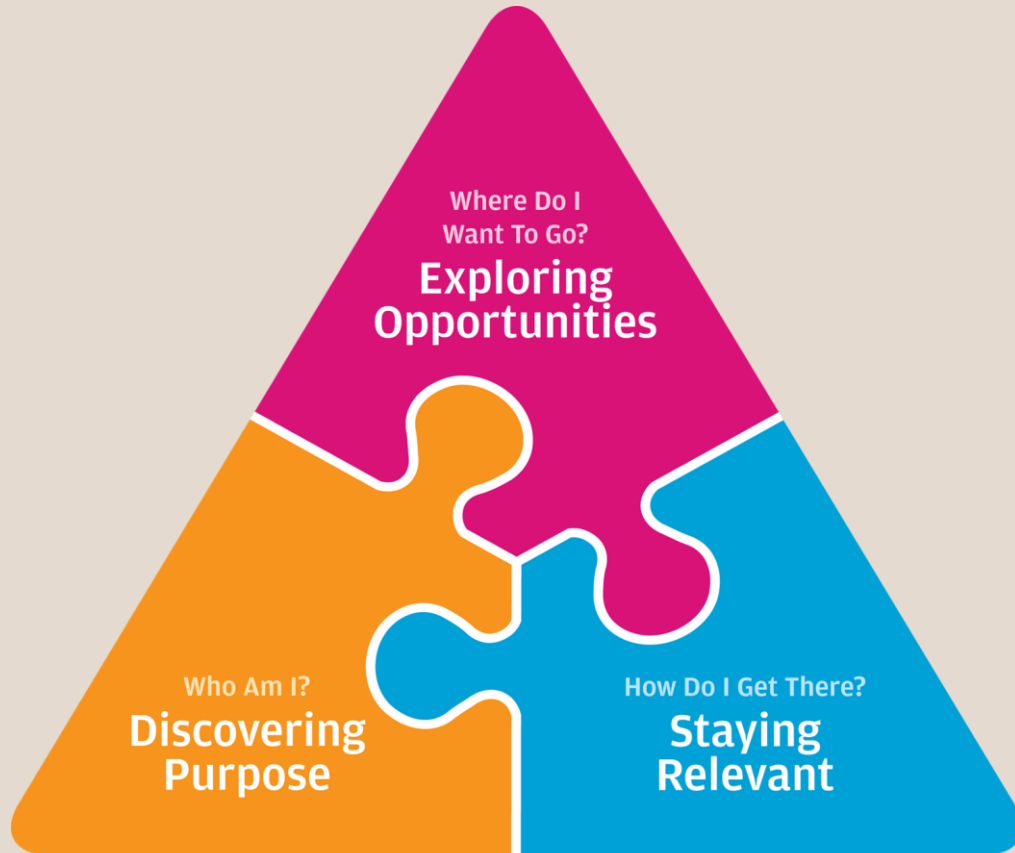 Where Do I
Want To Go?
Exploring
Opportunities
Who Am I?
Discovering
Purpose
How Do I Get There?
Staying
Relevant